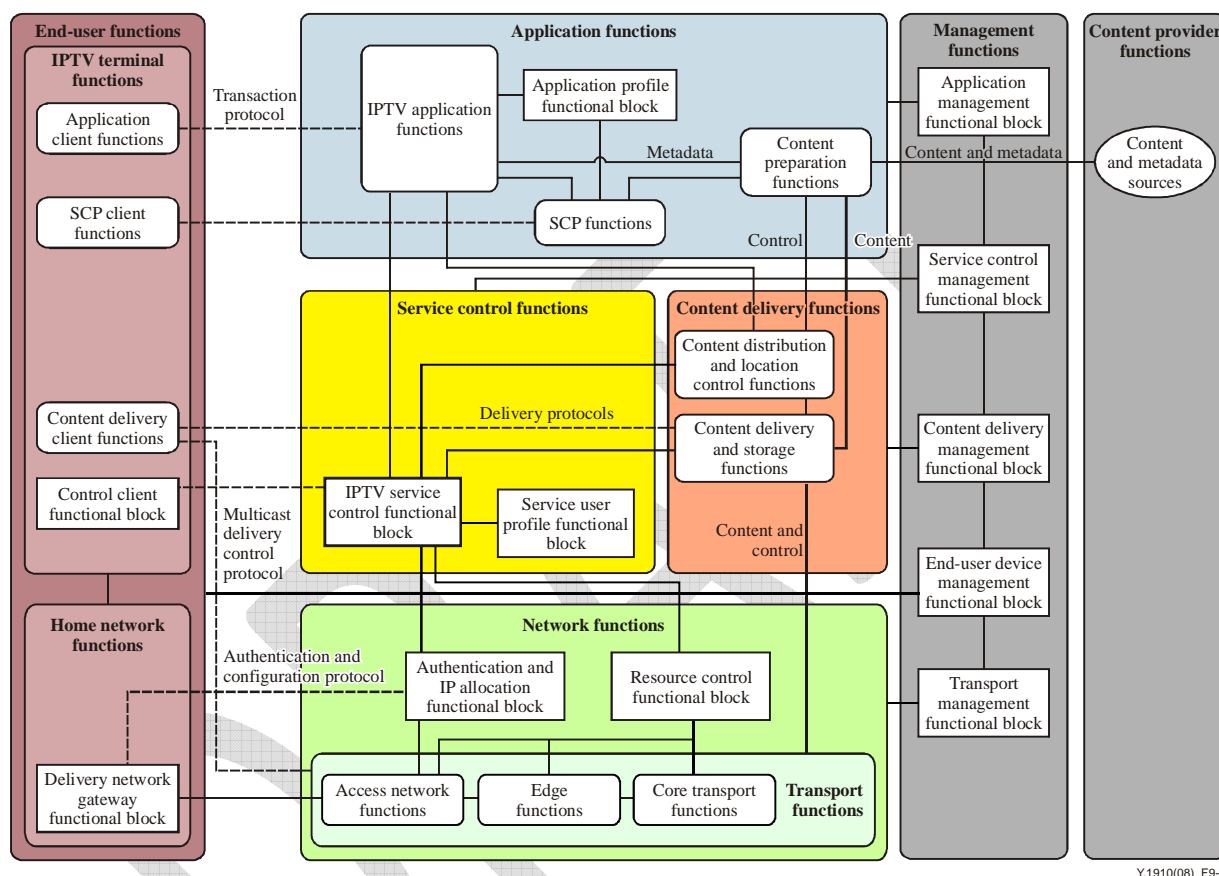 End-user functions
IPTV terminal
functions
Application
client functions
SCP client
functions
Content delivery
client functions
Control client
functional block
Home network
functions
Delivery network
gateway
functional block
Transaction
protocol
Multicast
delivery
control
protocol
Authentication and
configuration protocol
Application functions
IPTV application
functions
Application profile
functional block
Metadata
Content
preparation
functions
SCP functions
Control
Content
Service control functions
Delivery protocols
IPTV service
control functional
block
Service user
profile functional
block
Content delivery functions
Content distribution
and location
control functions
Content delivery
and storage
functions
Content and
control
Network functions
Authentication and
IP allocation
functional block
Resource control
functional block
Transport
functions
Access network
functions
Edge
functions
Core transport
functions
Management
functions
Application
management
functional block
Content and metadata
Service control
management
functional block
Content delivery
management
functional block
End-user device
management
functional block
Transport
management
functional block
Content provider
functions
Content
and metadata
sources
Y.1910(08)_F9-